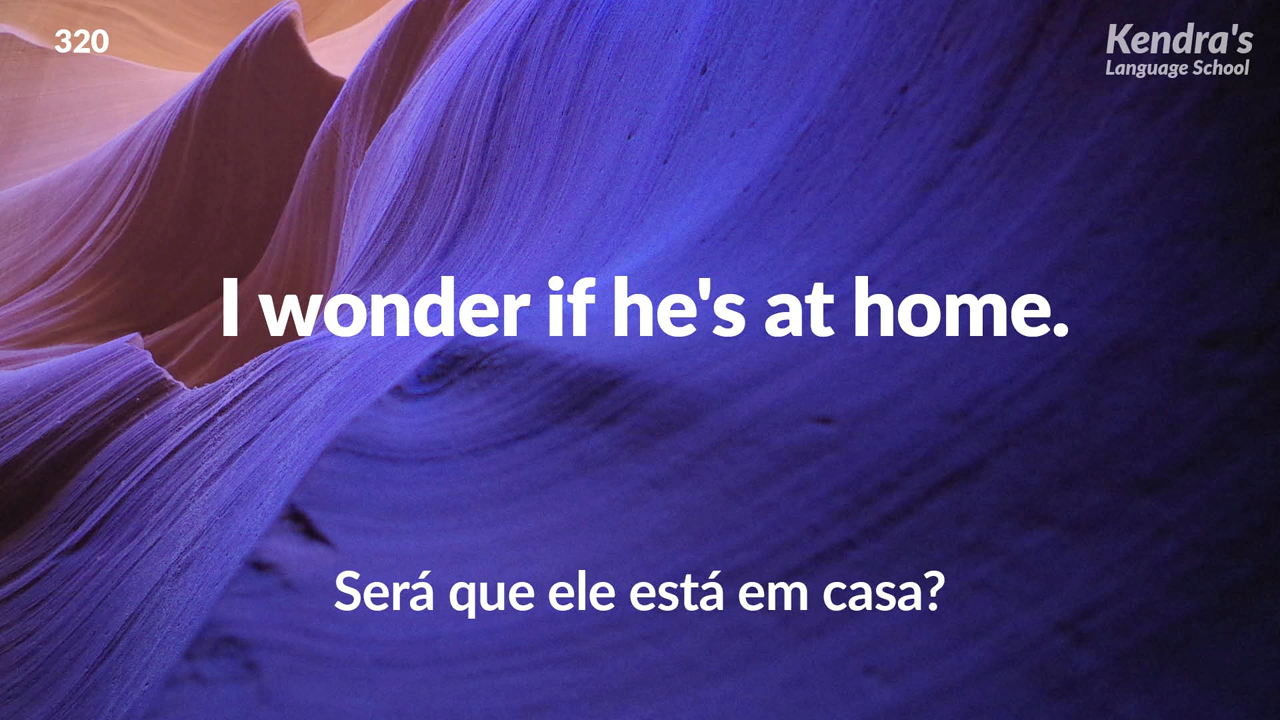 320
Kendra's
Language School
I wonder if he's at home.
Será que ele está em casa?